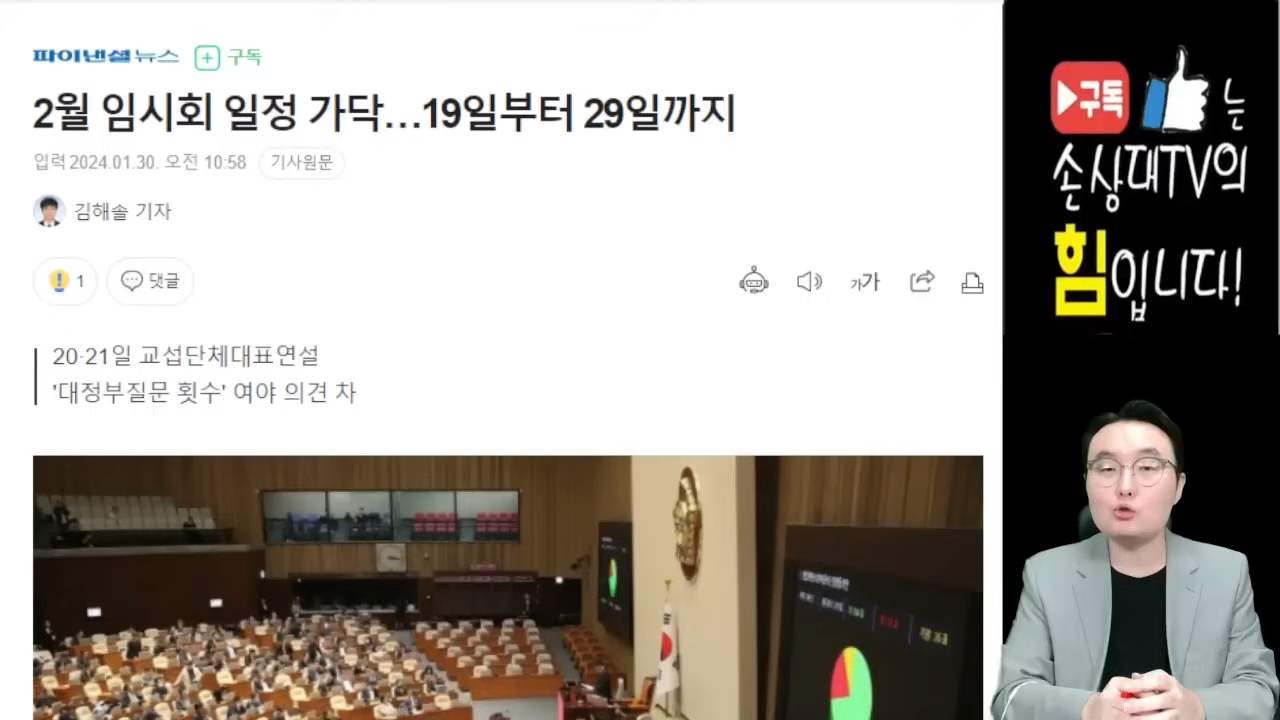 파이낸셜뉴스 구독
2월 임시회 일정 가닥…19일부터 29일까지
입력 2024.01.30. 오전 10:58 기사원문
김해솔 기자
1 댓글
가가
20·21일 교섭단체대표연설
'대정부질문 횟수' 여야 의견 차
구독 는
손상대TV의
힘입니다!